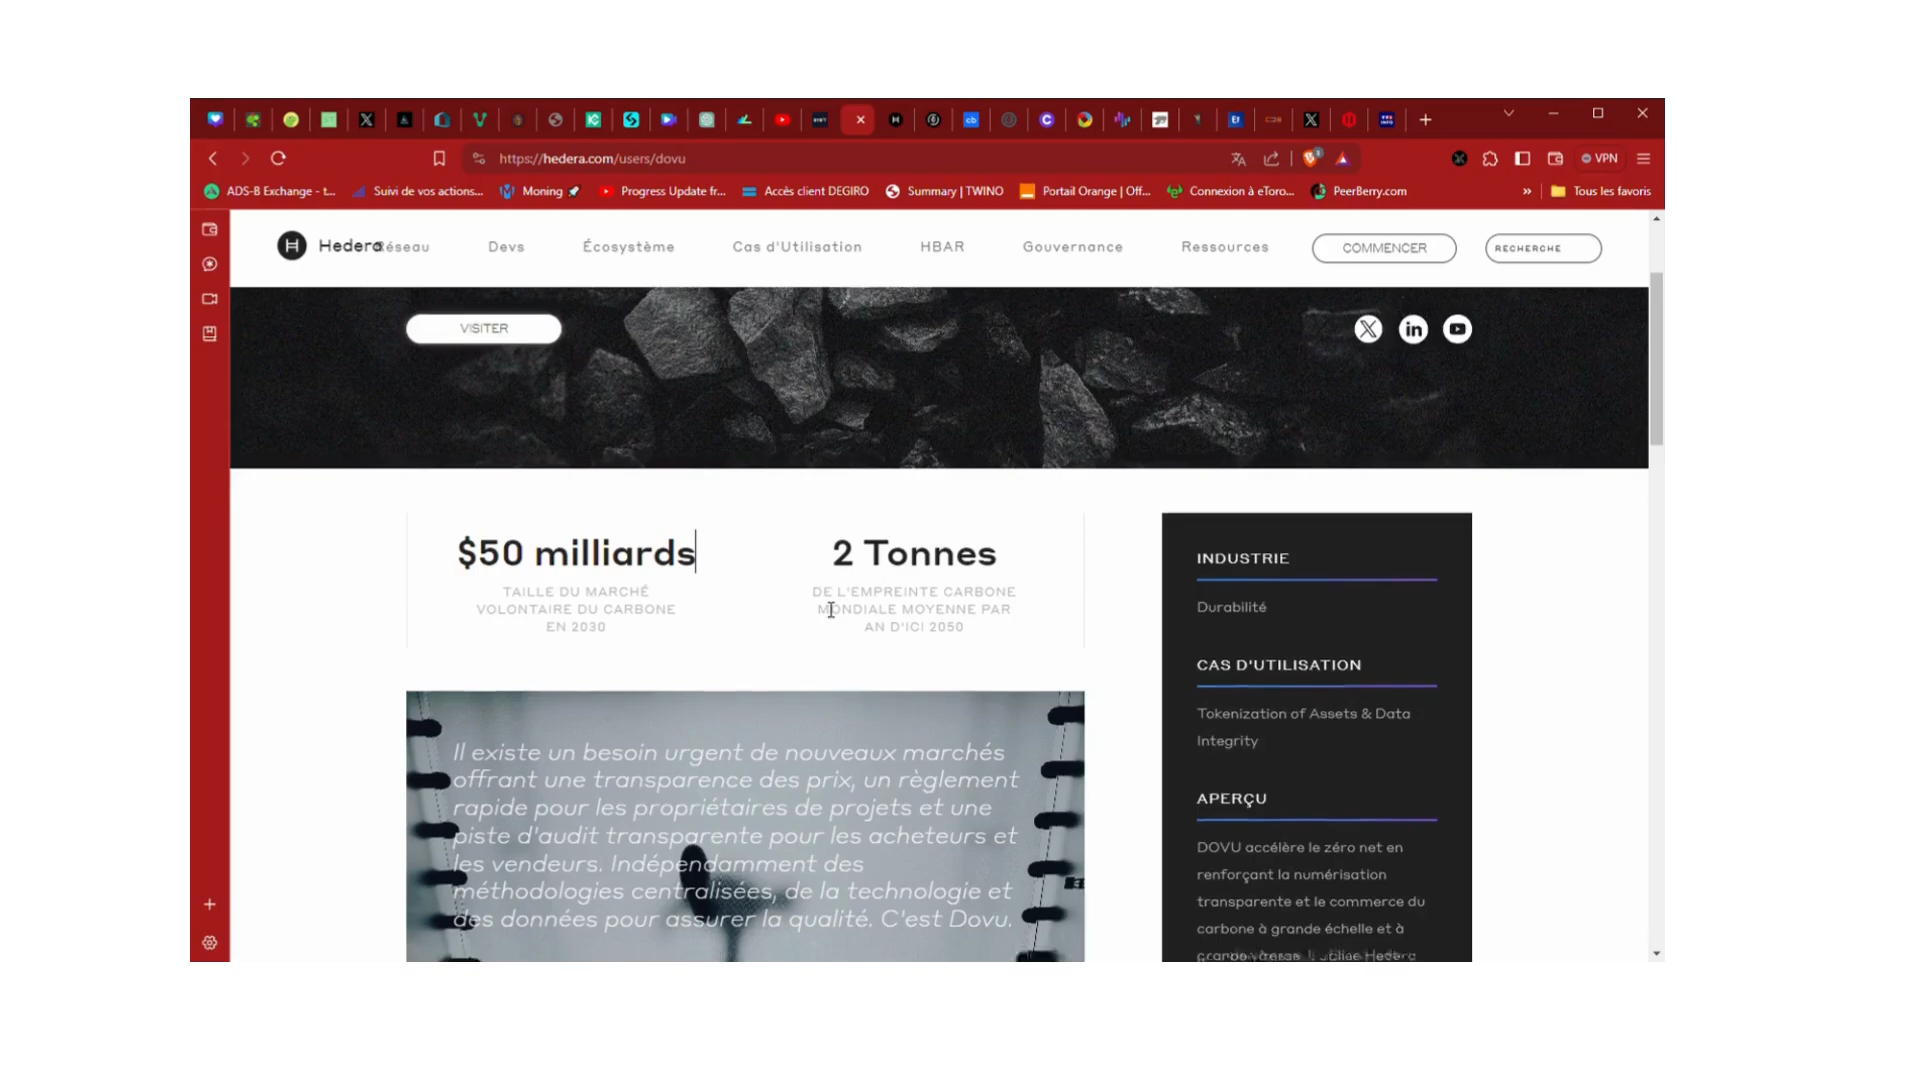 https://hedera.com/users/dovu
VPN
ADS-B Exchange - t...
Suivi de vos actions...
Moning
Progress Update fr...
Accès client DEGIRO
Summary | TWINO
Portail Orange | Off...
Connexion à eToro...
PeerBerry.com
»
Tous les favoris
Hedera
Réseau
Devs
Écosystème
Cas d'Utilisation
HBAR
Gouvernance
Ressources
COMMENCER
RECHERCHE
VISITER
$50 milliards
TAILLE DU MARCHÉ
VOLONTAIRE DU CARBONE
EN 2030
2 Tonnes
DE L'EMPREINTE CARBONE
MONDIALE MOYENNE PAR
AN D'ICI 2050
Il existe un besoin urgent de nouveaux marchés
offrant une transparence des prix, un règlement
rapide pour les propriétaires de projets et une
piste d'audit transparente pour les acheteurs et
les vendeurs. Indépendamment des
méthodologies centralisées, de la technologie et
des données pour assurer la qualité. C'est Dovu.
INDUSTRIE
Durabilité
CAS D'UTILISATION
Tokenization of Assets & Data
Integrity
APERÇU
DOVU accélère le zéro net en
renforçant la numérisation
transparente et le commerce du
carbone à grande échelle et à
Hedera